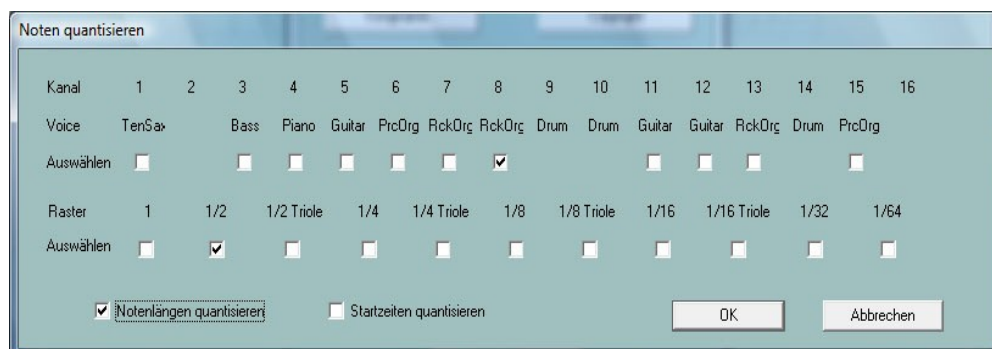 Noten quantisieren
Kanal 1 2 3 4 5 6 7 8 9 10 11 12 13 14 15 16
Voice TenSax Bass Piano Guitar PrcOrg RckOrg RckOrg Drum Drum Guitar Guitar RckOrg Drum PrcOrg
Auswählen
Raster 1 1/2 1/2 Triole 1/4 1/4 Triole 1/8 1/8 Triole 1/16 1/16 Triole 1/32 1/64
Auswählen
Notenlängen quantisieren Startzeiten quantisieren OK Abbrechen